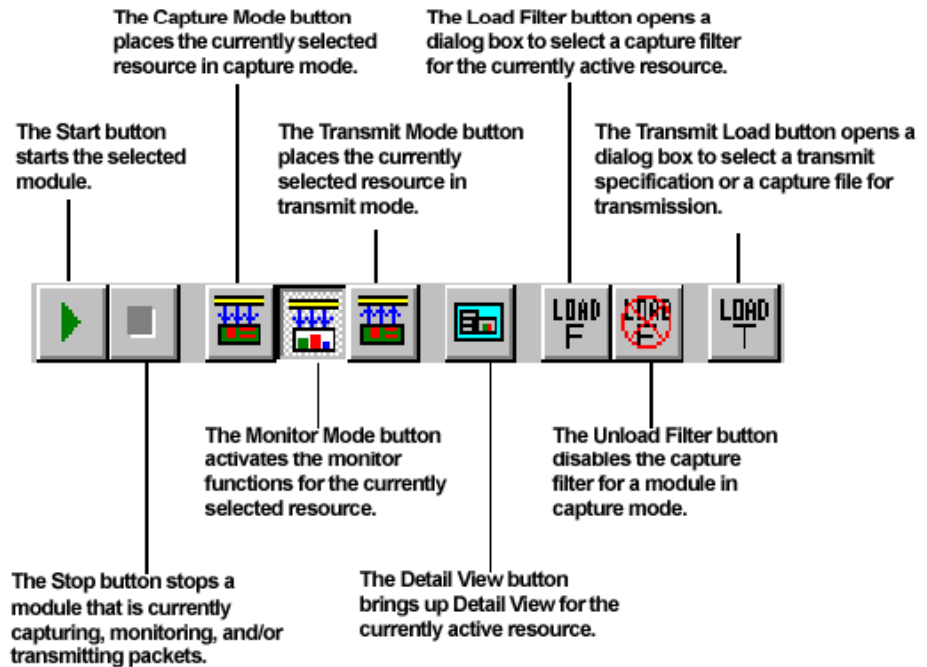 The Capture Mode button
places the currently selected
resource in capture mode.
The Load Filter button opens a
dialog box to select a capture filter
for the currently active resource.
The Start button
starts the selected
module.
The Transmit Mode button
places the currently
selected resource in
transmit mode.
The Transmit Load button opens a
dialog box to select a transmit
specification or a capture file for
transmission.
LOAD
F
LOAD
F
LOAD
T
The Monitor Mode button
activates the monitor
functions for the currently
selected resource.
The Unload Filter button
disables the capture
filter for a module in
capture mode.
The Stop button stops a
module that is currently
capturing, monitoring, and/or
transmitting packets.
The Detail View button
brings up Detail View for the
currently active resource.